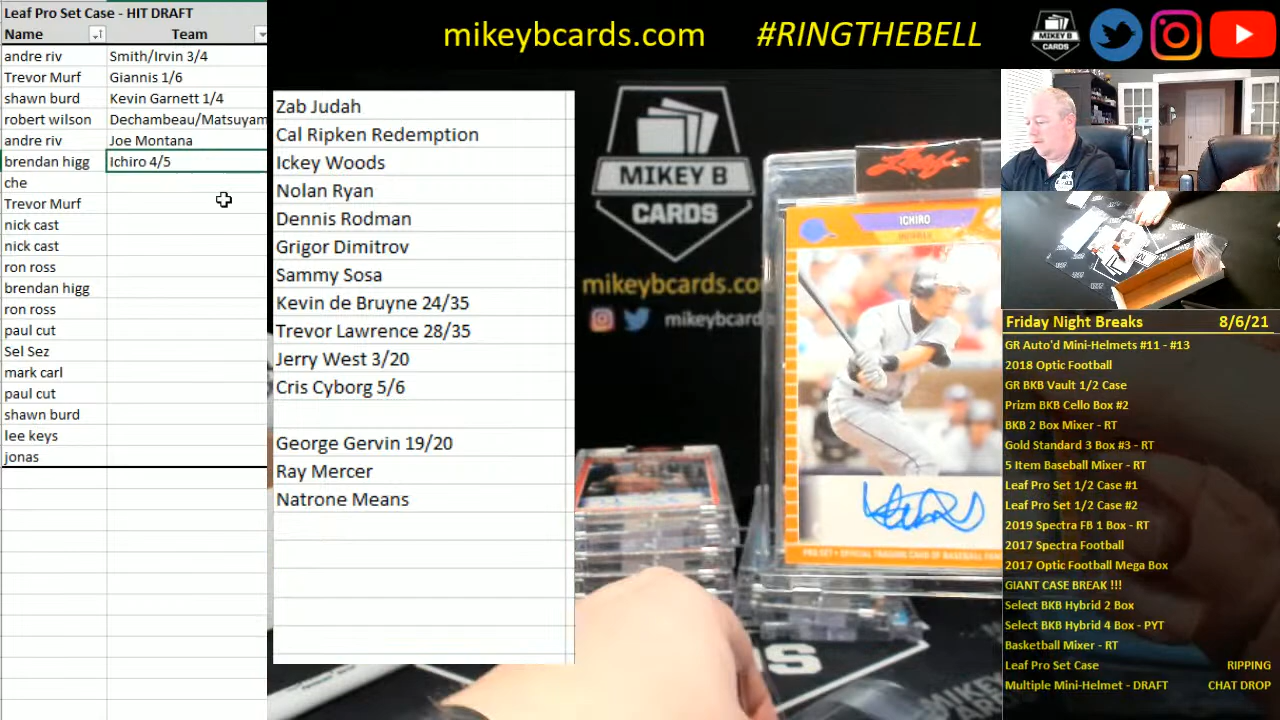 Leaf Pro Set Case - HIT DRAFT
Name Team
andre riv Smith/Irvin 3/4
Trevor Murf Giannis 1/6
shawn burd Kevin Garnett 1/4
robert wilson Dechambeau/Matsuyam
andre riv Joe Montana
brendan higg Ichiro 4/5
che
Trevor Murf
nick cast
nick cast
ron ross
brendan higg
ron ross
paul cut
Sel Sez
mark carl
paul cut
shawn burd
lee keys
jonas
mikeybcards.com #RINGTHEBELL
MIKEY B
CARDS
Zab Judah
Cal Ripken Redemption
Ickey Woods
Nolan Ryan
Dennis Rodman
Grigor Dimitrov
Sammy Sosa
Kevin de Bruyne 24/35
Trevor Lawrence 28/35
Jerry West 3/20
Cris Cyborg 5/6
George Gervin 19/20
Ray Mercer
Natrone Means
MIKEY B
CARDS
mikeybcards.co
mikeybcard
Leaf
ICHIRO
Friday Night Breaks 8/6/21
GR Auto'd Mini-Helmets #11 - #13
2018 Optic Football
GR BKB Vault 1/2 Case
Prizm BKB Cello Box #2
BKB 2 Box Mixer - RT
Gold Standard 3 Box #3 - RT
5 Item Baseball Mixer - RT
Leaf Pro Set 1/2 Case #1
Leaf Pro Set 1/2 Case #2
2019 Spectra FB 1 Box - RT
2017 Spectra Football
2017 Optic Football Mega Box
GIANT CASE BREAK !!!
Select BKB Hybrid 2 Box
Select BKB Hybrid 4 Box - PYT
Basketball Mixer - RT
Leaf Pro Set Case RIPPING
Multiple Mini-Helmet - DRAFT CHAT DROP